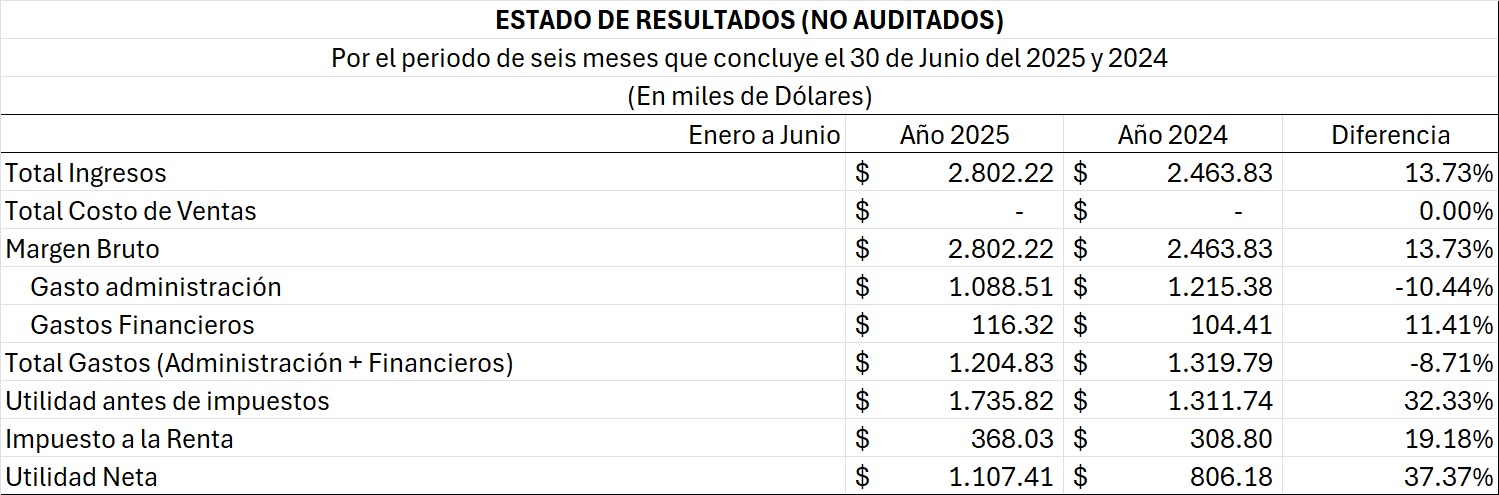 ESTADO DE RESULTADOS (NO AUDITADOS)
Por el periodo de seis meses que concluye el 30 de Junio del 2025 y 2024
(En miles de Dólares)
Enero a Junio Año 2025 Año 2024 Diferencia
Total Ingresos $ 2.802.22 $ 2.463.83 13.73%
Total Costo de Ventas $ - $ - 0.00%
Margen Bruto $ 2.802.22 $ 2.463.83 13.73%
Gasto administración $ 1.088.51 $ 1.215.38 -10.44%
Gastos Financieros $ 116.32 $ 104.41 11.41%
Total Gastos (Administración + Financieros) $ 1.204.83 $ 1.319.79 -8.71%
Utilidad antes de impuestos $ 1.735.82 $ 1.311.74 32.33%
Impuesto a la Renta $ 368.03 $ 308.80 19.18%
Utilidad Neta $ 1.107.41 $ 806.18 37.37%